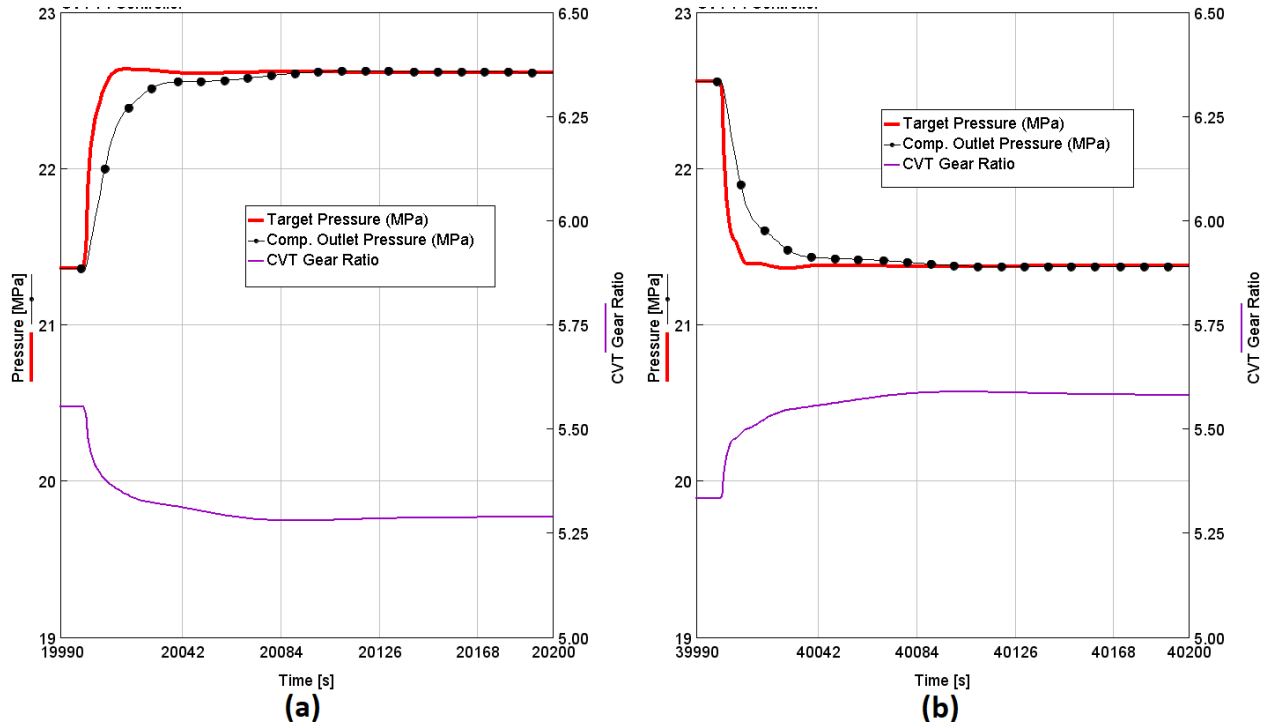 23
22
21
20
19
6.50
6.25
6.00
5.75
5.50
5.25
5.00
Pressure [MPa]
CVT Gear Ratio
Target Pressure (MPa)
Comp. Outlet Pressure (MPa)
CVT Gear Ratio
19990 20042 20084 20126 20168 20200
Time [s]
(a)
23
22
21
20
19
6.50
6.25
6.00
5.75
5.50
5.25
5.00
Pressure [MPa]
CVT Gear Ratio
Target Pressure (MPa)
Comp. Outlet Pressure (MPa)
CVT Gear Ratio
39990 40042 40084 40126 40168 40200
Time [s]
(b)